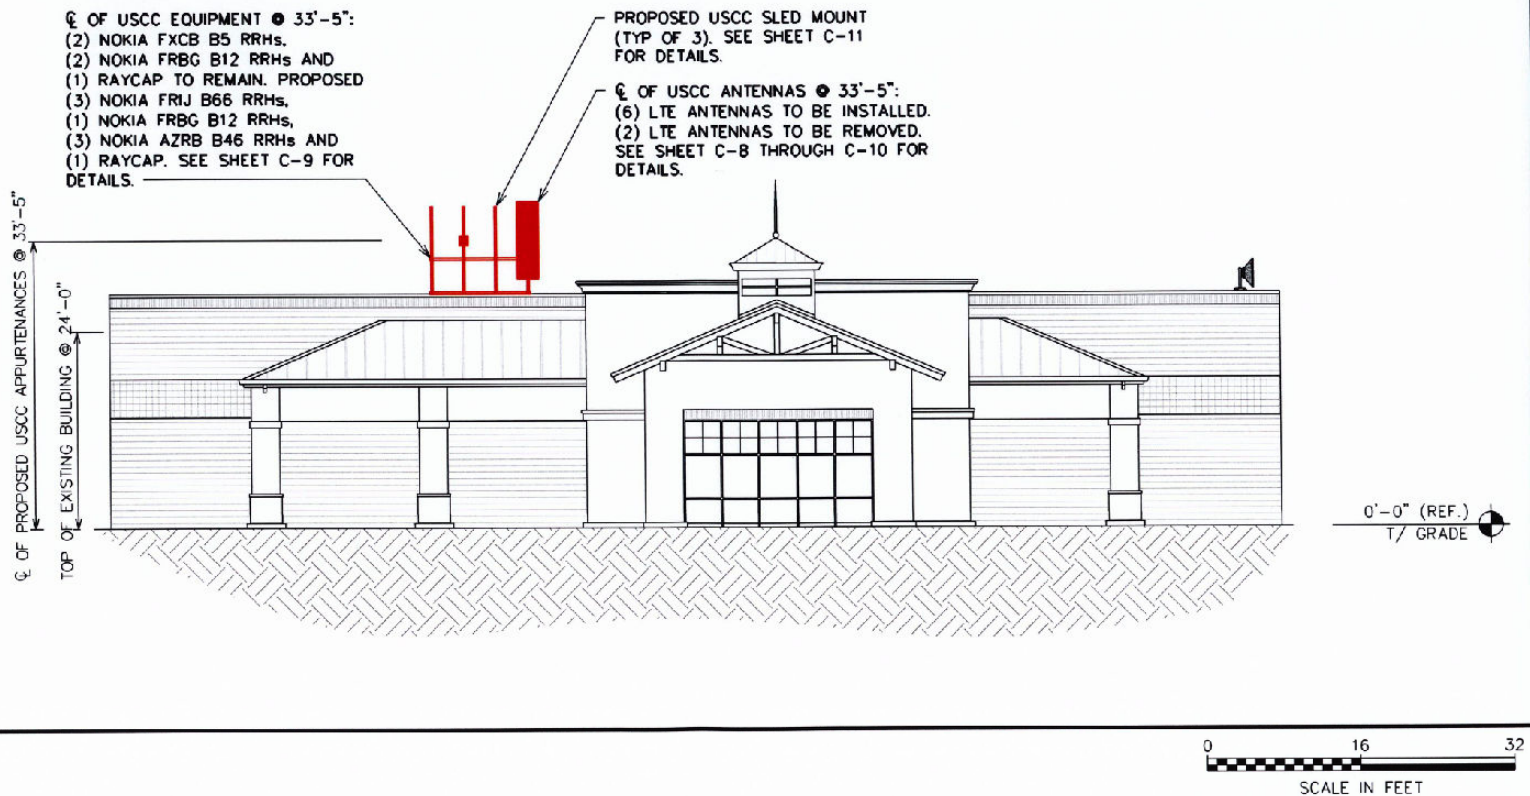 ℄ OF USCC EQUIPMENT @ 33'-5":
(2) NOKIA FXCB B5 RRHs,
(2) NOKIA FRBG B12 RRHs AND
(1) RAYCAP TO REMAIN. PROPOSED
(3) NOKIA FRIJ B66 RRHs,
(1) NOKIA FRBG B12 RRHs,
(3) NOKIA AZRB B46 RRHs AND
(1) RAYCAP. SEE SHEET C-9 FOR
DETAILS.
PROPOSED USCC SLED MOUNT
(TYP OF 3). SEE SHEET C-11
FOR DETAILS.
℄ OF USCC ANTENNAS @ 33'-5":
(6) LTE ANTENNAS TO BE INSTALLED.
(2) LTE ANTENNAS TO BE REMOVED.
SEE SHEET C-8 THROUGH C-10 FOR
DETAILS.
℄ OF PROPOSED USCC APPURTENANCES @ 33'-5"
TOP OF EXISTING BUILDING @ 24'-0"
0'-0" (REF.)
T/ GRADE
0 16 32
SCALE IN FEET